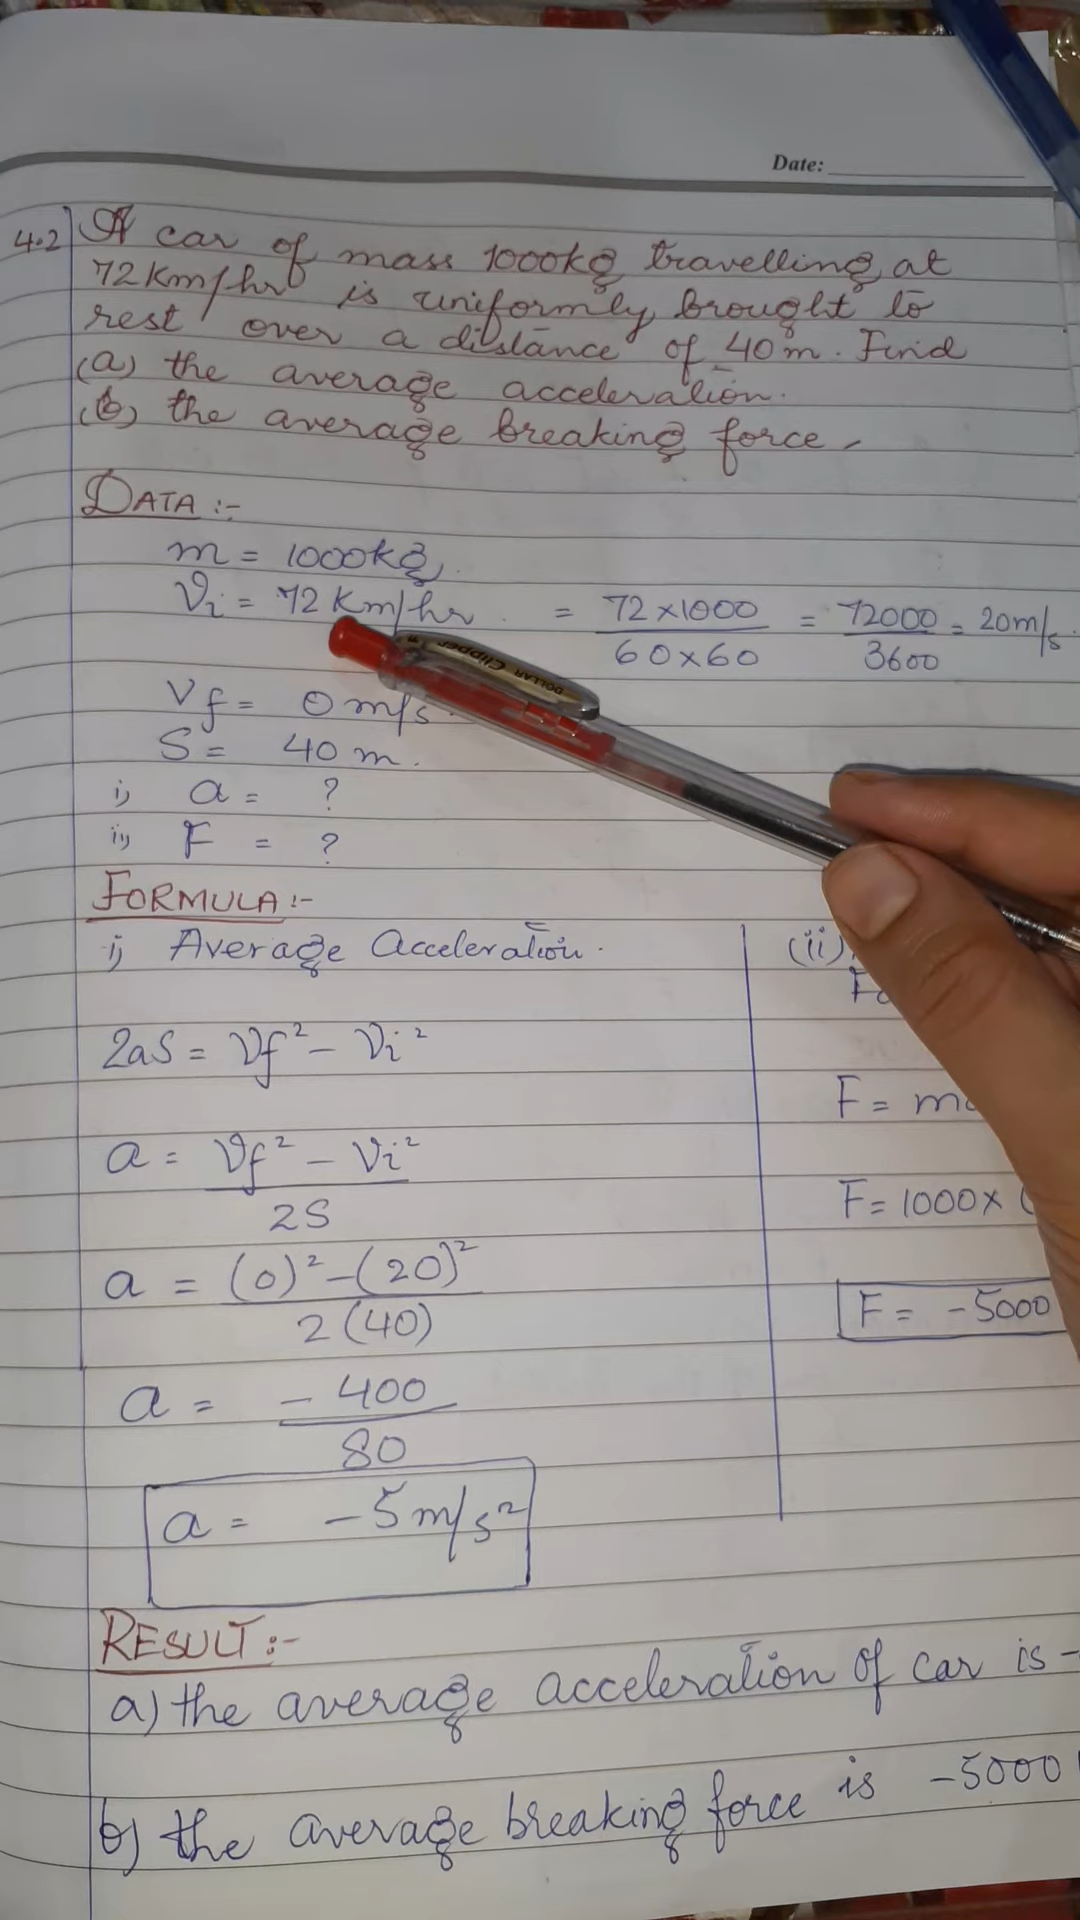 Date:
4.2 A car of mass 1000kg travelling at
72Km/hr is uniformly brought to
rest over a distance of 40m. Find
(a) the average acceleration.
(b) the average breaking force.
DATA :-
m = 1000kg.
Vi = 72 Km/hr = 72×1000 / 60×60 = 72000 / 3600 = 20m/s.
DOLLAR Clipper
Vf = 0 m/s
S = 40 m.
i) a = ?
ii) F = ?
FORMULA :-
i) Average Acceleration.
2aS = Vf² - Vi²
a = Vf² - Vi² / 2S
a = (0)² - (20)² / 2(40)
a = - 400 / 80
a = - 5 m/s²
(ii)
F = m
F = 1000×
F = - 5000
RESULT :-
a) the average acceleration of car is -
b) the average breaking force is -5000